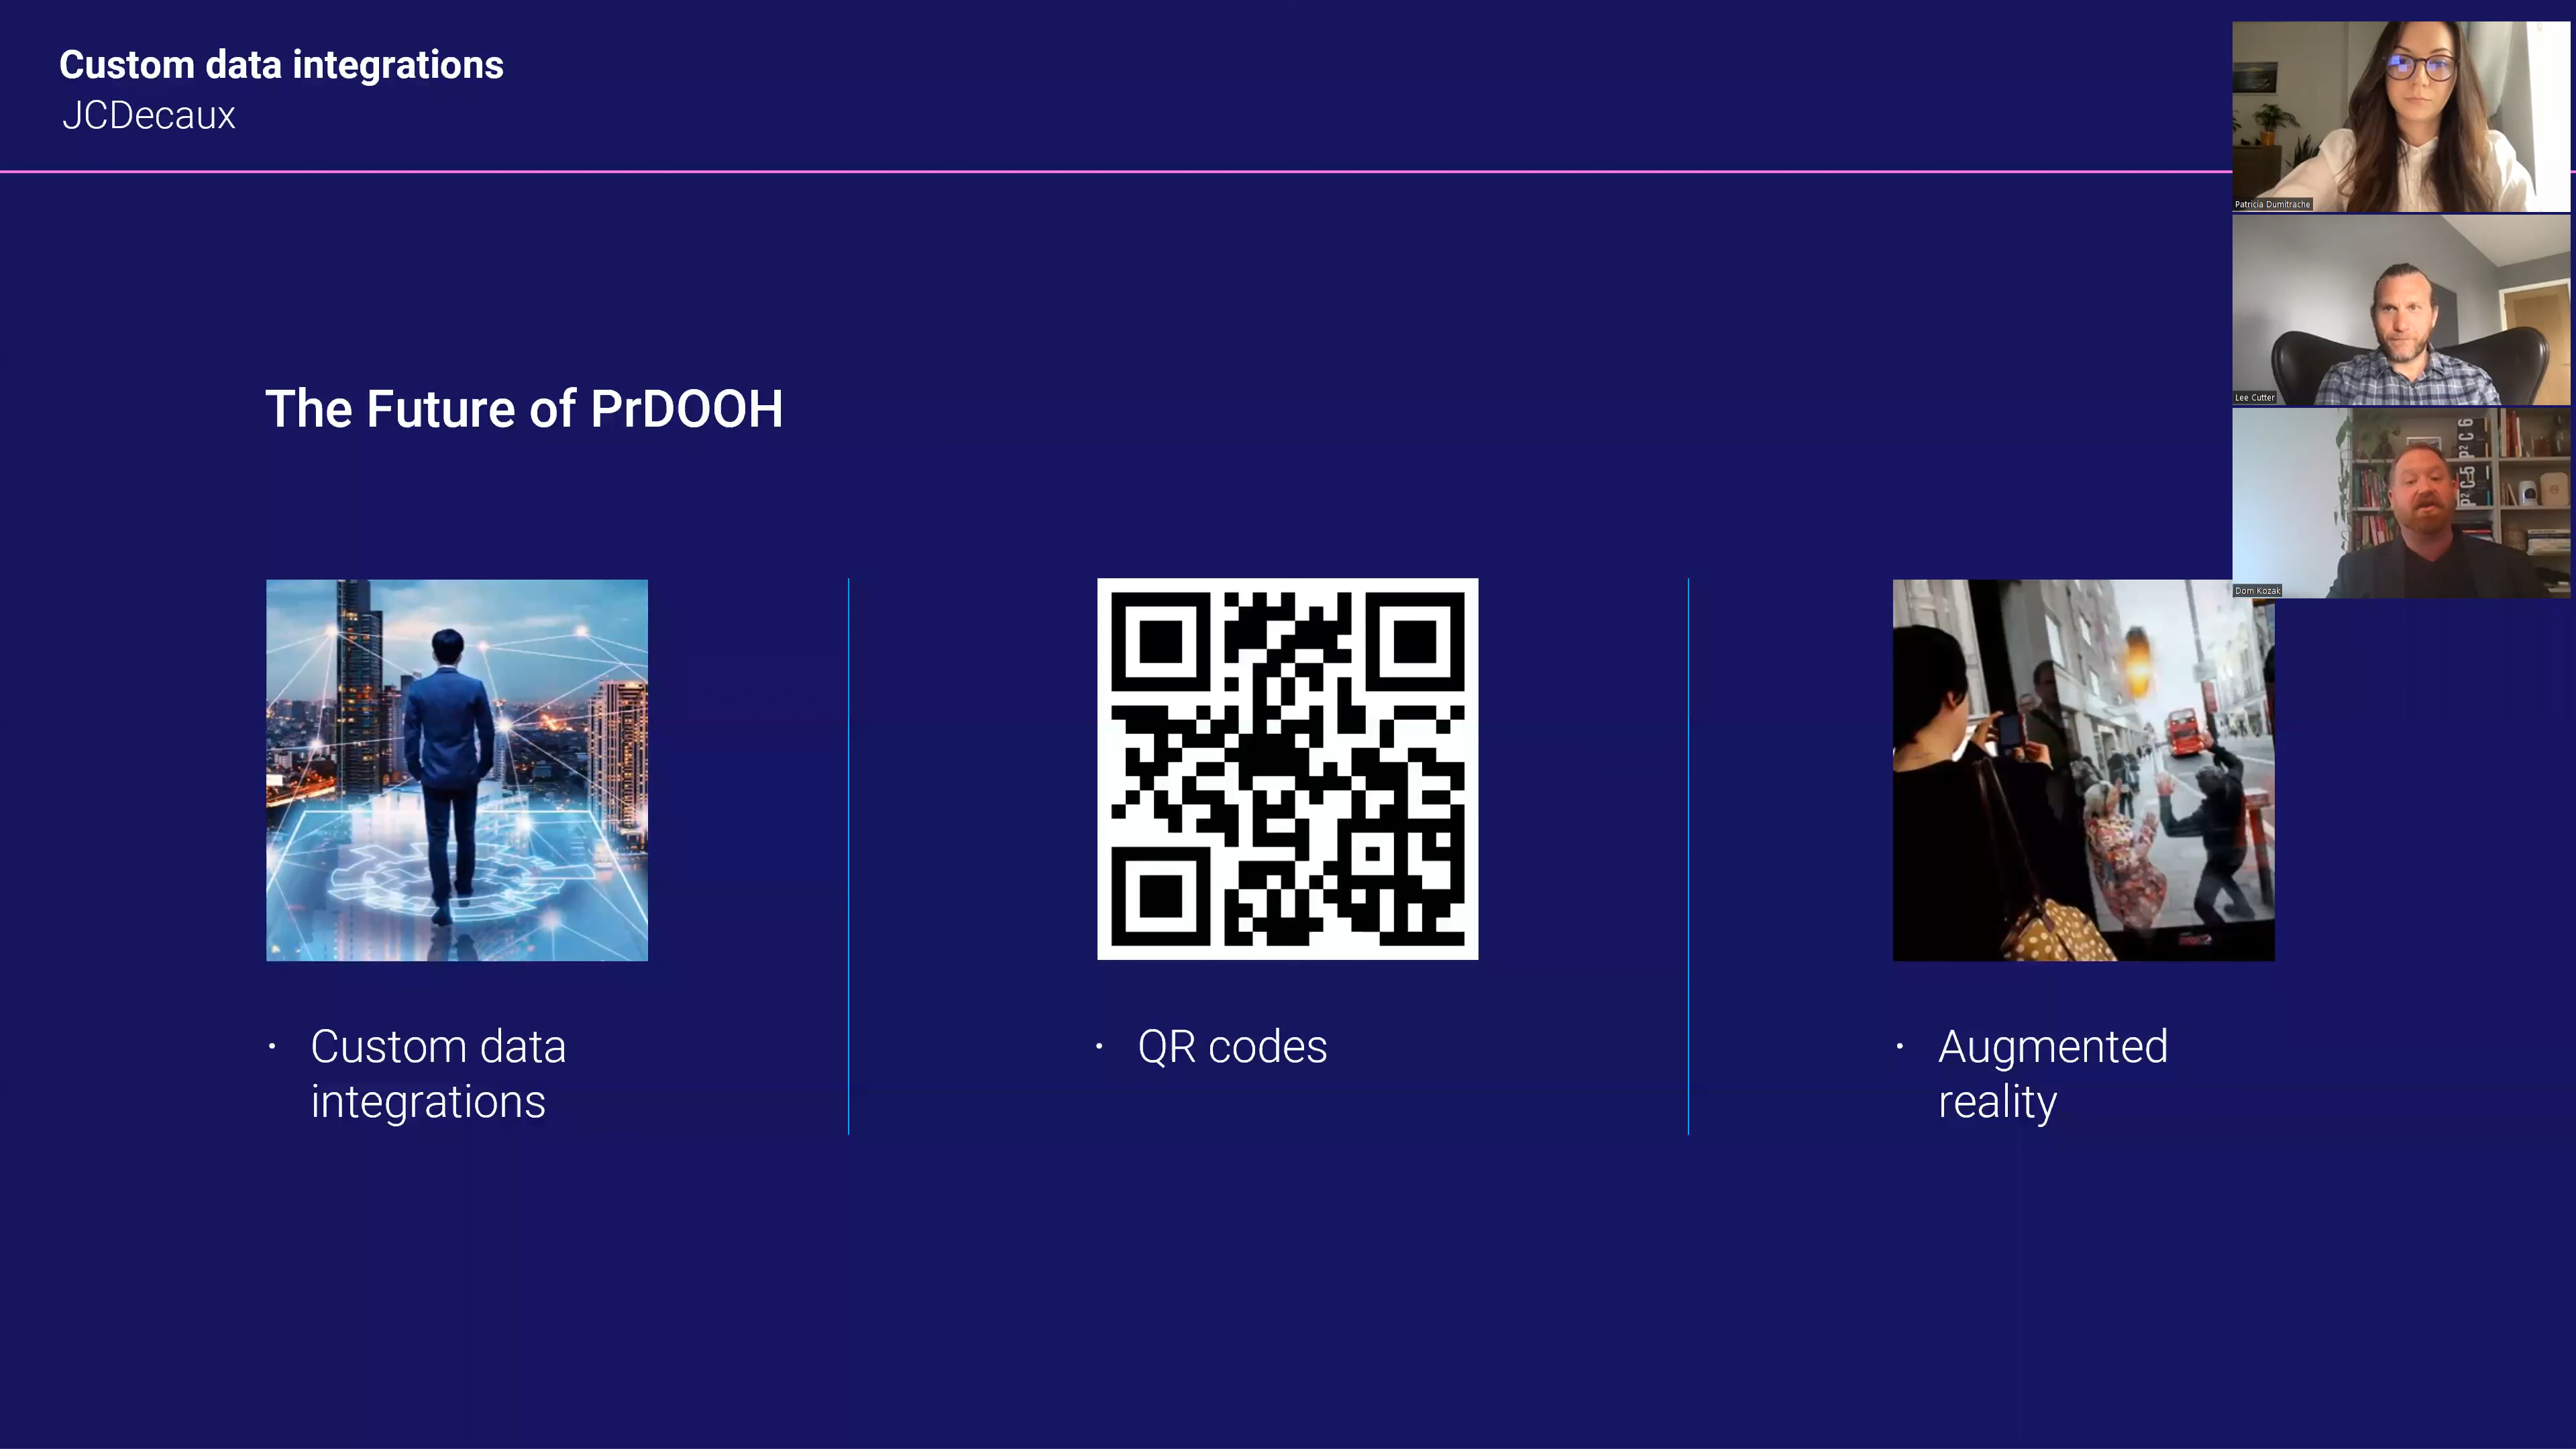 Custom data integrations
JCDecaux
Patricia Dumitrache
Lee Cutter
Dom Kozak
The Future of PrDOOH
• Custom data
integrations
• QR codes
• Augmented
reality